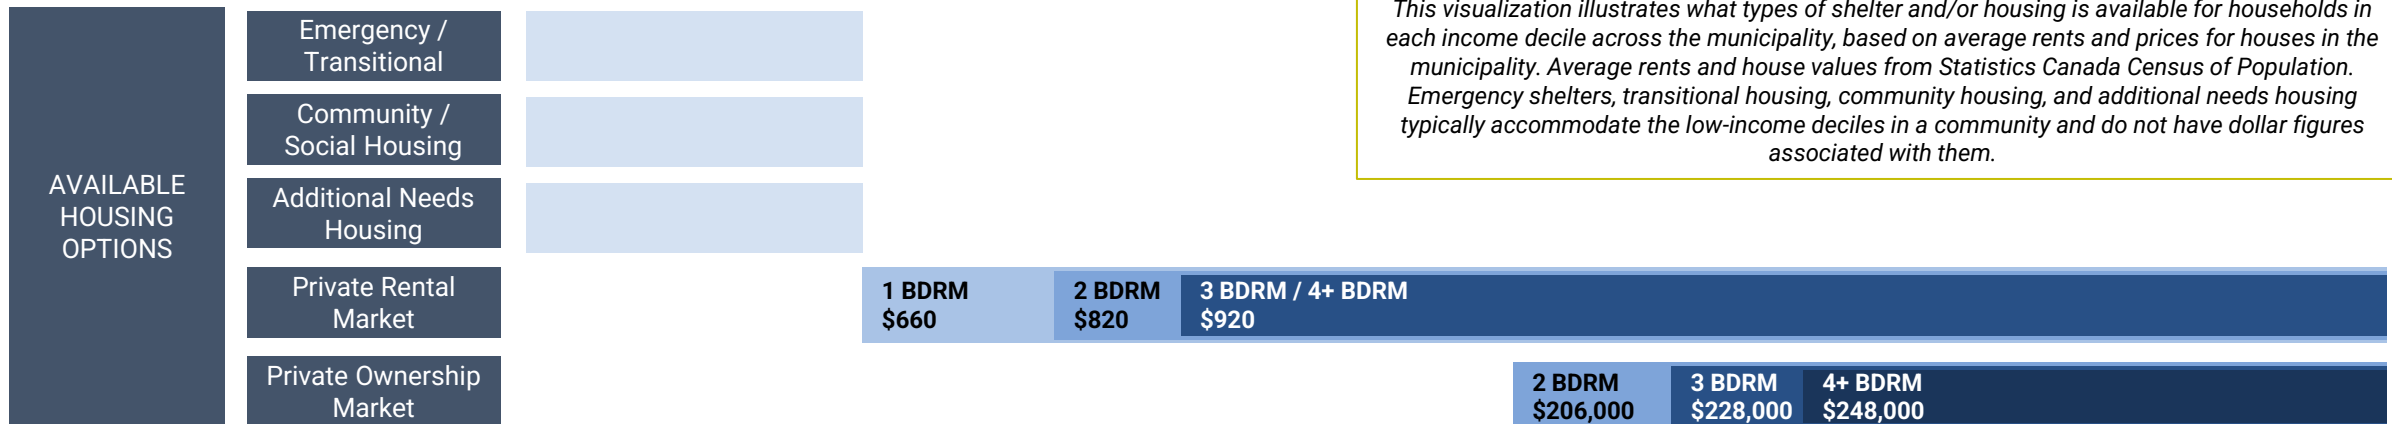 AVAILABLE
HOUSING
OPTIONS
Emergency /
Transitional
Community /
Social Housing
Additional Needs
Housing
Private Rental
Market
Private Ownership
Market
This visualization illustrates what types of shelter and/or housing is available for households in
each income decile across the municipality, based on average rents and prices for houses in the
municipality. Average rents and house values from Statistics Canada Census of Population.
Emergency shelters, transitional housing, community housing, and additional needs housing
typically accommodate the low-income deciles in a community and do not have dollar figures
associated with them.
1 BDRM
$660
2 BDRM
$820
3 BDRM / 4+ BDRM
$920
2 BDRM
$206,000
3 BDRM
$228,000
4+ BDRM
$248,000